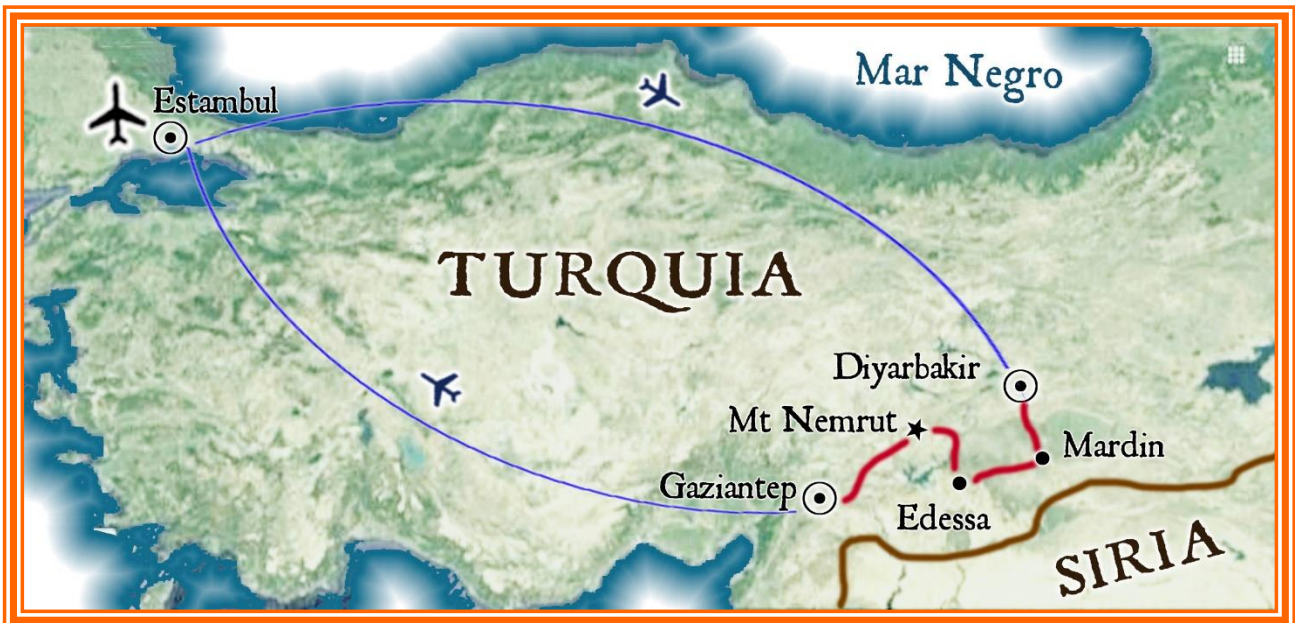 Mar Negro
Estambul
TURQUIA
Diyarbakir
Mt Nemrut
Mardin
Gaziantep
Edessa
SIRIA